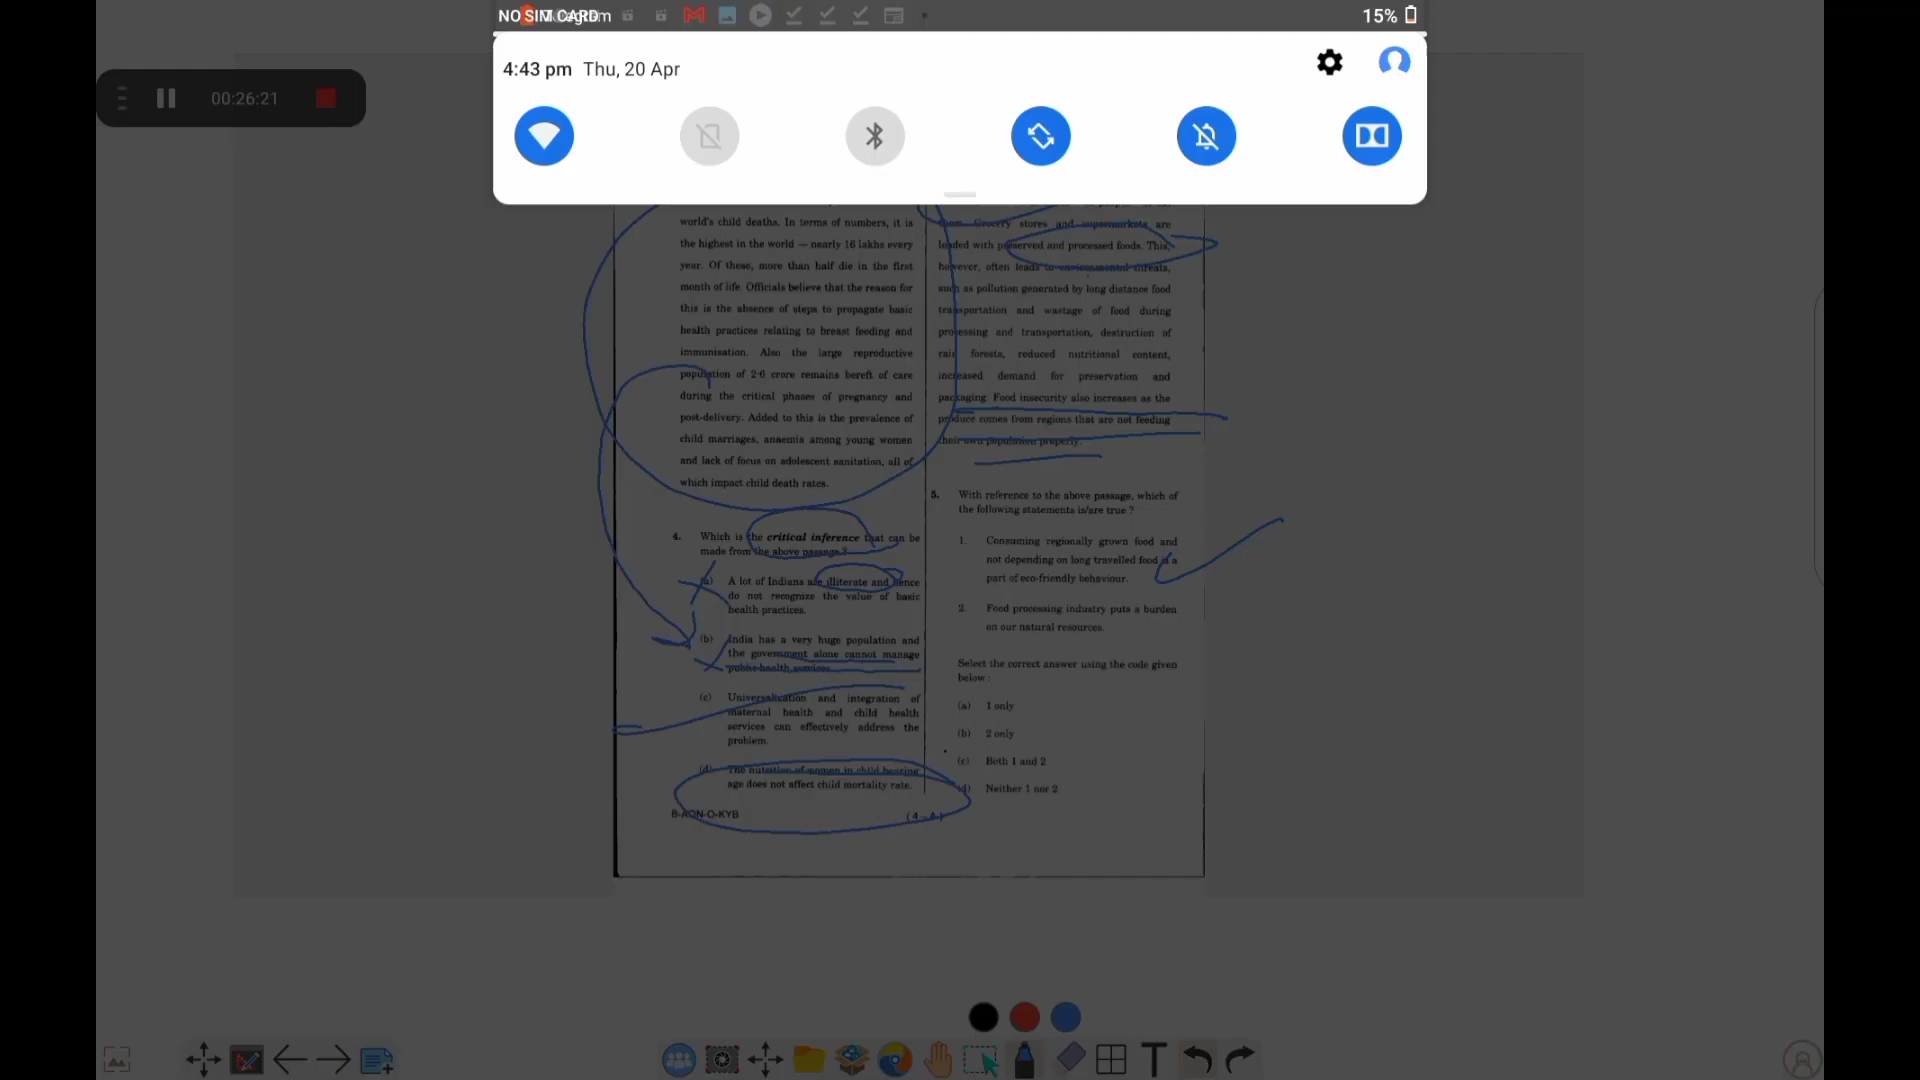 NO SIM CARD
15%
4:43 pm Thu, 20 Apr
00:26:21
world's child deaths. In terms of numbers, it is
the highest in the world — nearly 16 lakhs every
year. Of these, more than half die in the first
month of life. Officials believe that the reason for
this is the absence of steps to propagate basic
health practices relating to breast feeding and
immunisation. Also the large reproductive
population of 2·6 crore remains bereft of care
during the critical phases of pregnancy and
post-delivery. Added to this is the prevalence of
child marriages, anaemia among young women
and lack of focus on adolescent sanitation, all of
which impact child death rates.
4. Which is the critical inference that can be
made from the above passage ?
(a) A lot of Indians are illiterate and hence
do not recognize the value of basic
health practices.
(b) India has a very huge population and
the government alone cannot manage
public health services.
(c) Universalisation and integration of
maternal health and child health
services can effectively address the
problem.
(d) The nutrition of women in child bearing
age does not affect child mortality rate.
B-AON-O-KYB
( 4 – A )
Grocery stores and supermarkets are
loaded with preserved and processed foods. This,
however, often leads to environmental threats,
such as pollution generated by long distance food
transportation and wastage of food during
processing and transportation, destruction of
rain forests, reduced nutritional content,
increased demand for preservation and
packaging. Food insecurity also increases as the
produce comes from regions that are not feeding
their own population properly.
5. With reference to the above passage, which of
the following statements is/are true ?
1. Consuming regionally grown food and
not depending on long travelled food is a
part of eco-friendly behaviour.
2. Food processing industry puts a burden
on our natural resources.
Select the correct answer using the code given
below :
(a) 1 only
(b) 2 only
(c) Both 1 and 2
(d) Neither 1 nor 2
T